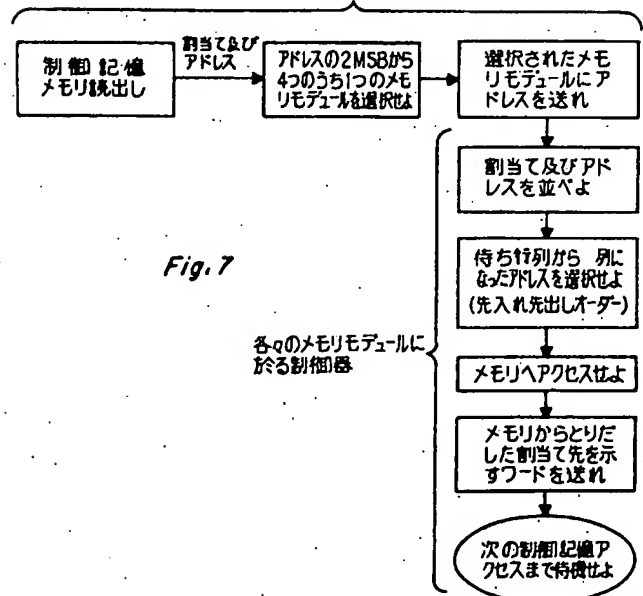 制御記憶
メモリ読出し
割当て及び
アドレス
アドレスの2MSBから
4つのうち1つのメモ
リモデュールを選択せよ
選択されたメモ
リモデュールにア
ドレスを送れ
割当て及びアド
レスを並べよ
待ち行列から 列に
なったアドレスを選択せよ
(先入れ先出しオーダー)
メモリへアクセスせよ
メモリからとりだ
した割当て先を示
すワードを送れ
次の制御記憶ア
クセスまで待機せよ
Fig. 7
各々のメモリモデュールに
於る制御器